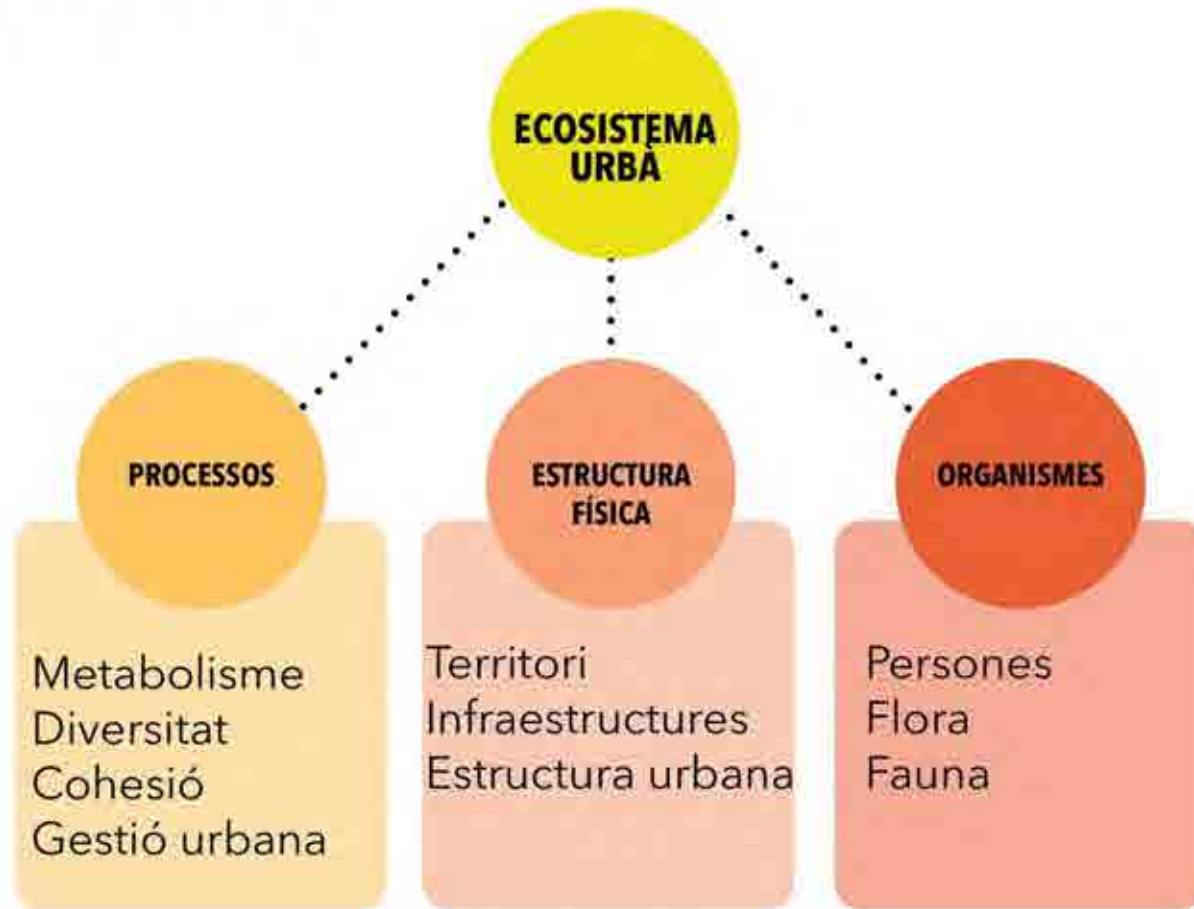 ECOSISTEMA
URBÀ
PROCESSOS
Metabolisme
Diversitat
Cohesió
Gestió urbana
ESTRUCTURA
FÍSICA
Territori
Infraestructures
Estructura urbana
ORGANISMES
Persones
Flora
Fauna